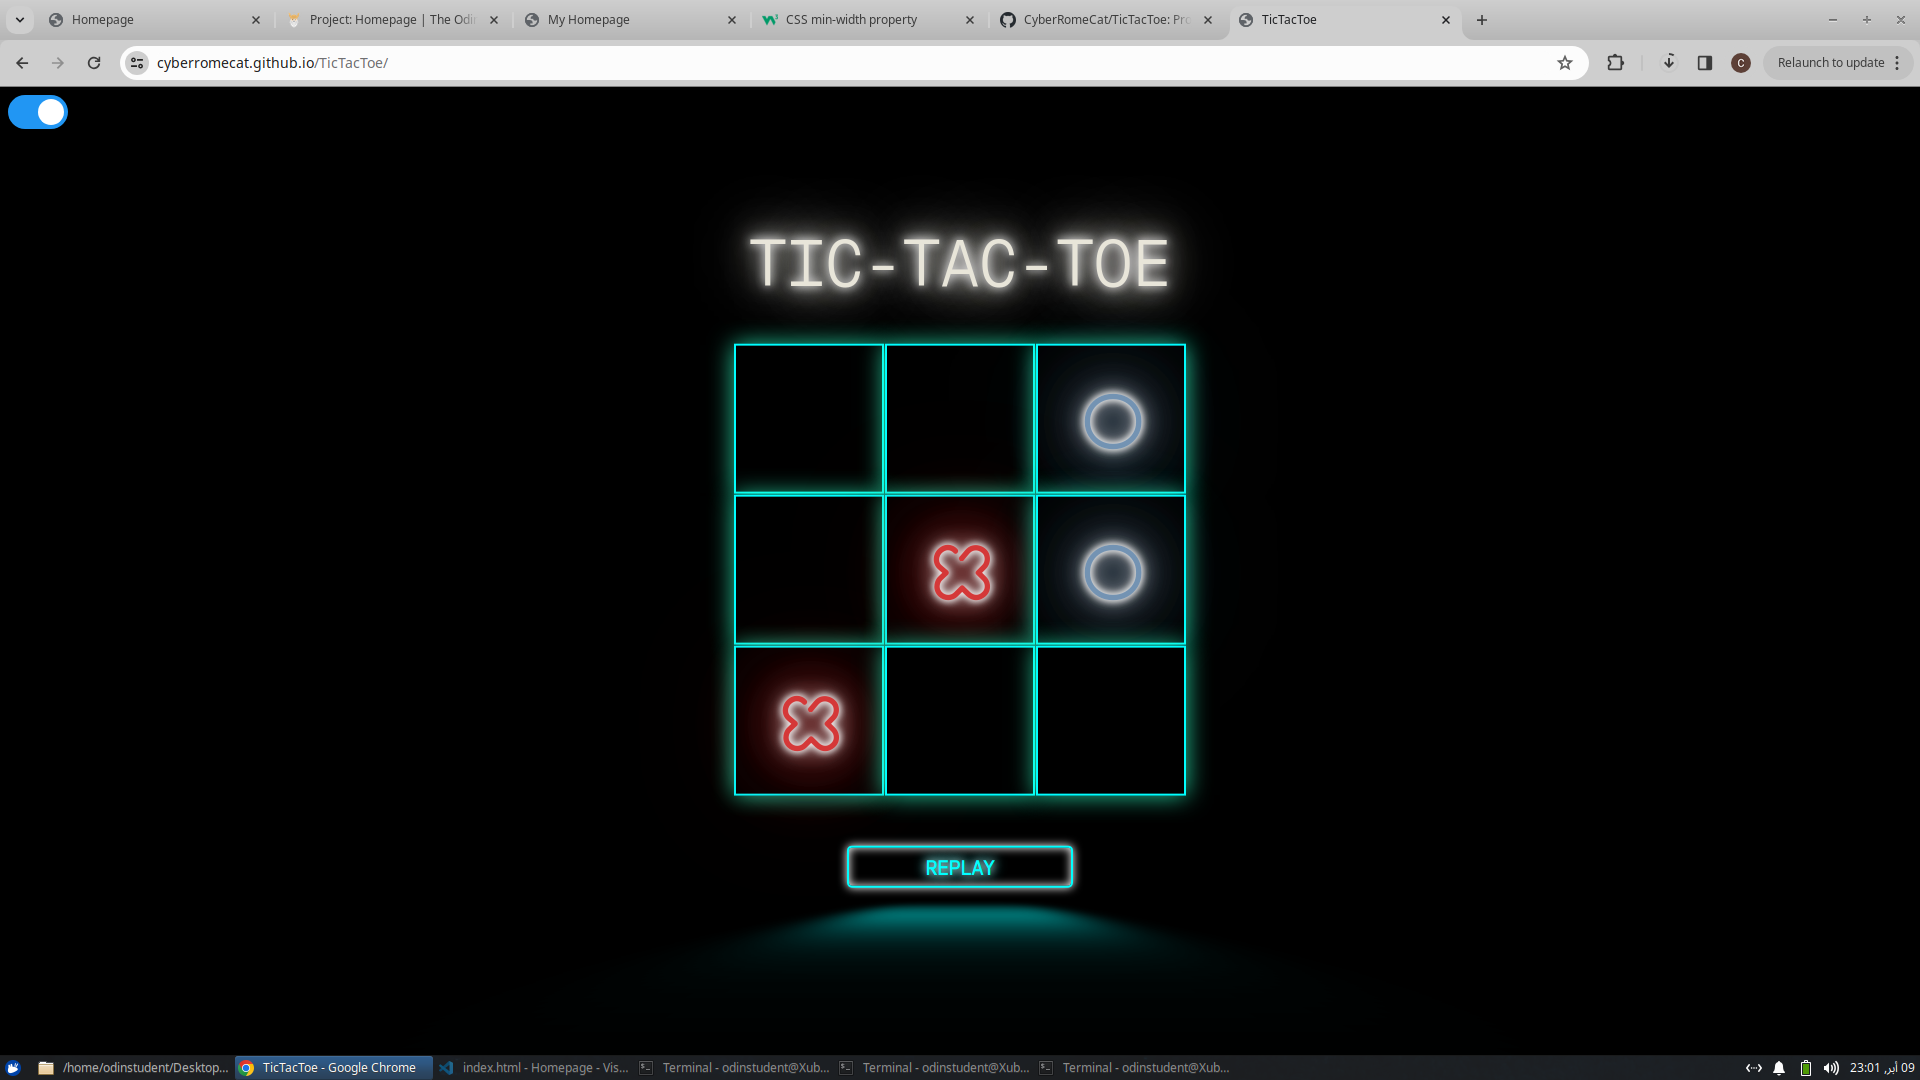 Homepage
Project: Homepage | The Odin
My Homepage
CSS min-width property
CyberRomeCat/TicTacToe: Pro
TicTacToe
cyberromecat.github.io/TicTacToe/
C
Relaunch to update
TIC-TAC-TOE
REPLAY
/home/odinstudent/Desktop...
TicTacToe - Google Chrome
index.html - Homepage - Vis...
Terminal - odinstudent@Xub...
Terminal - odinstudent@Xub...
Terminal - odinstudent@Xub...
09 أبر, 23:01